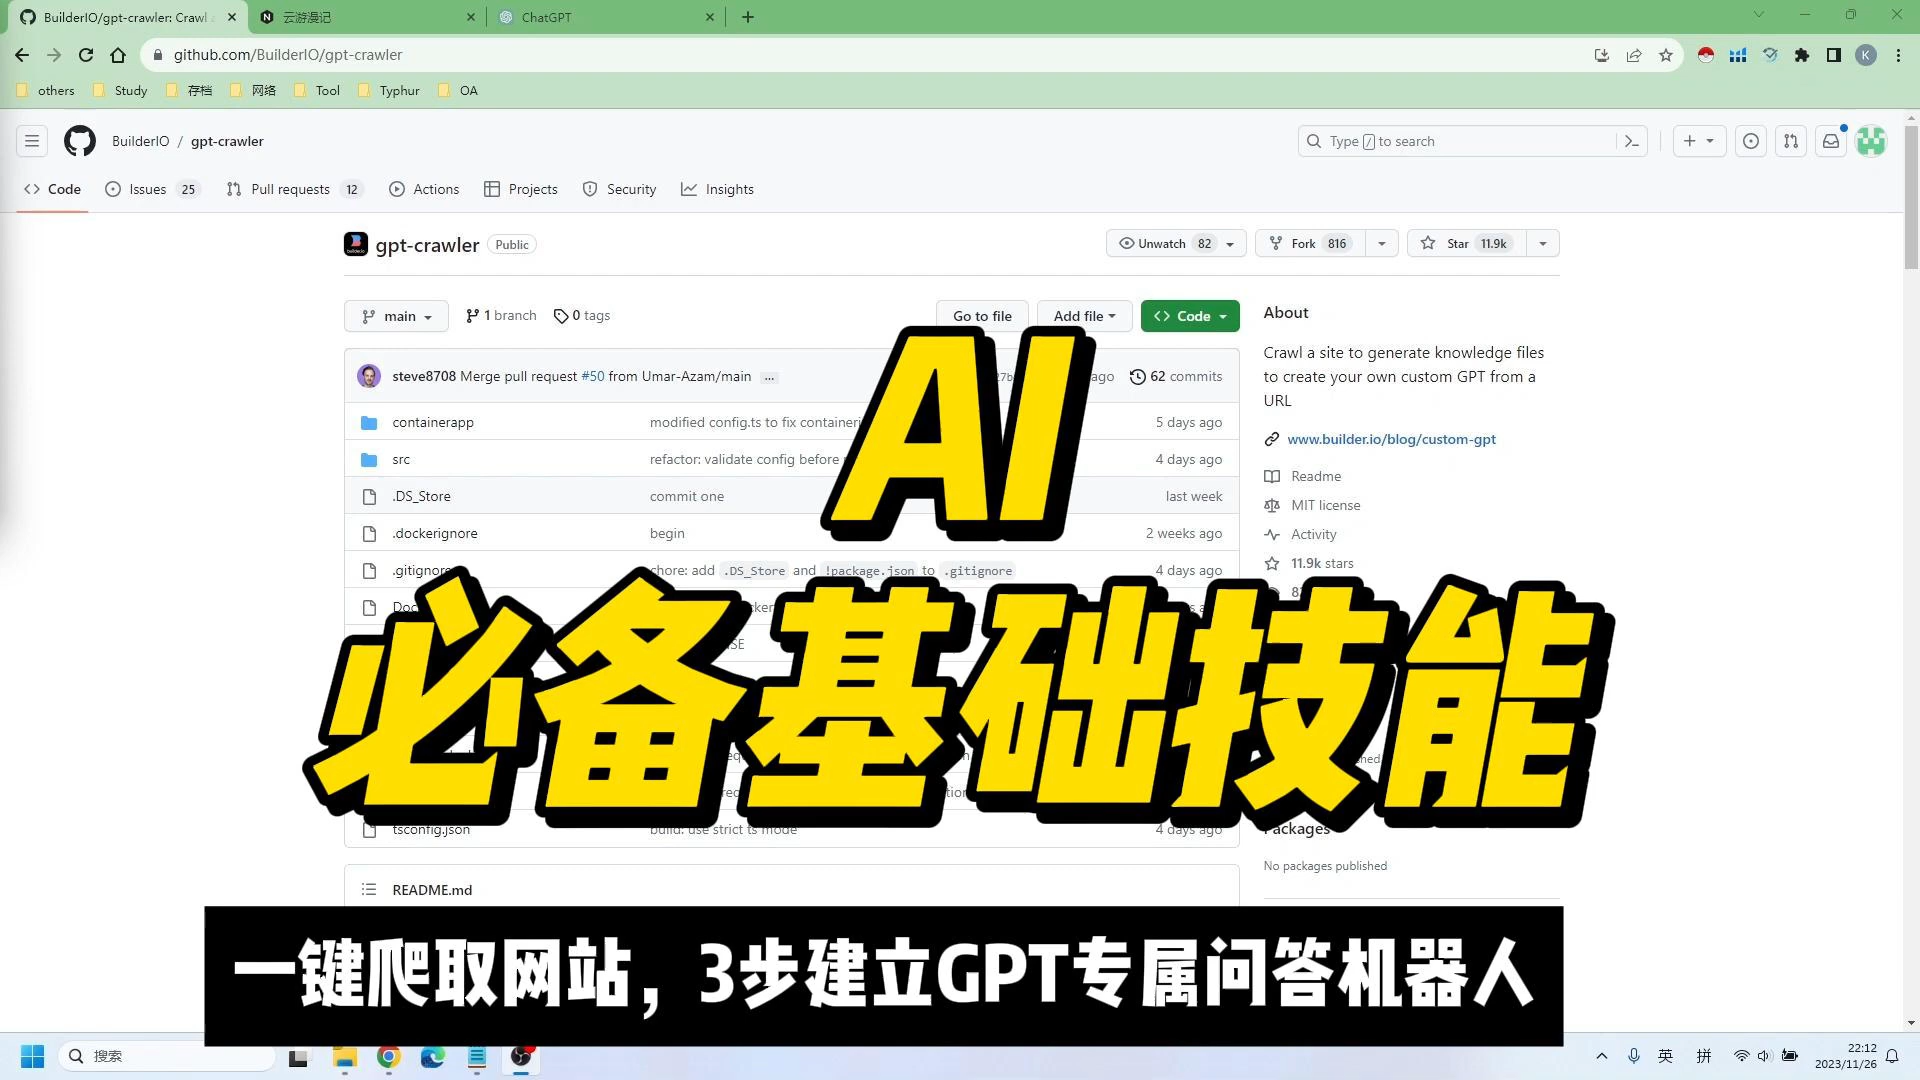 BuilderIO/gpt-crawler: Crawl a
云游漫记
ChatGPT
github.com/BuilderIO/gpt-crawler
K
others
Study
存档
网络
Tool
Typhur
OA
BuilderIO / gpt-crawler
Type / to search
Code
Issues 25
Pull requests 12
Actions
Projects
Security
Insights
gpt-crawler Public
Unwatch 82
Fork 816
Star 11.9k
main
1 branch
0 tags
Go to file
Add file
Code
About
Crawl a site to generate knowledge files
to create your own custom GPT from a
URL
www.builder.io/blog/custom-gpt
Readme
MIT license
Activity
11.9k stars
steve8708 Merge pull request #50 from Umar-Azam/main ...
ago
62 commits
containerapp
modified config.ts to fix containeri
5 days ago
src
refactor: validate config before
4 days ago
.DS_Store
commit one
last week
.dockerignore
begin
2 weeks ago
.gitignore
chore: add .DS_Store and !package.json to .gitignore
4 days ago
tsconfig.json
build: use strict ts mode
4 days ago
Packages
No packages published
README.md
AI
必备基础技能
一键爬取网站，3步建立GPT专属问答机器人
搜索
英
拼
22:12
2023/11/26